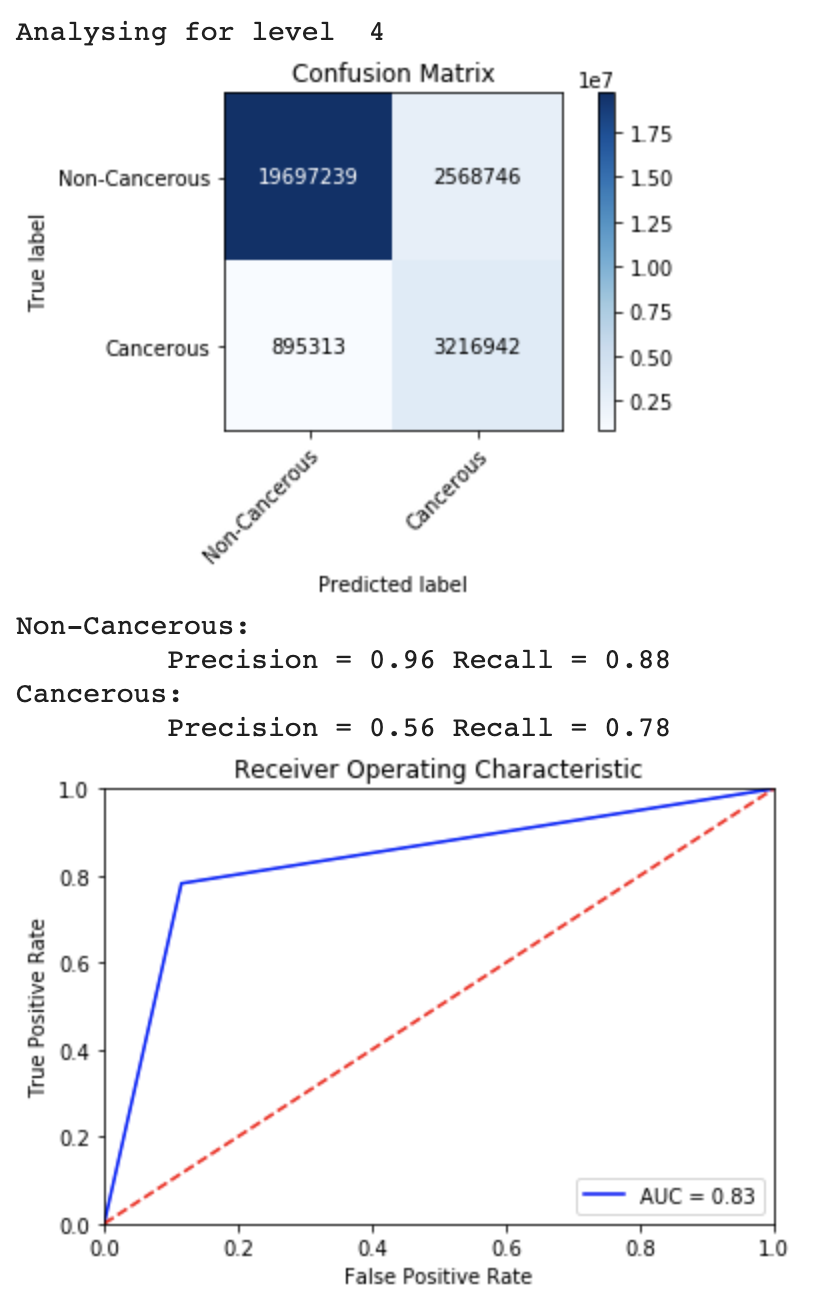 Analysing for level 4
Confusion Matrix
1e7
Non-Cancerous
19697239 2568746
Cancerous
895313 3216942
True label
1.75
1.50
1.25
1.00
0.75
0.50
0.25
Non-Cancerous
Cancerous
Predicted label
Non-Cancerous:
Precision = 0.96 Recall = 0.88
Cancerous:
Precision = 0.56 Recall = 0.78
Receiver Operating Characteristic
True Positive Rate
1.0
0.8
0.6
0.4
0.2
0.0
AUC = 0.83
0.0 0.2 0.4 0.6 0.8 1.0
False Positive Rate